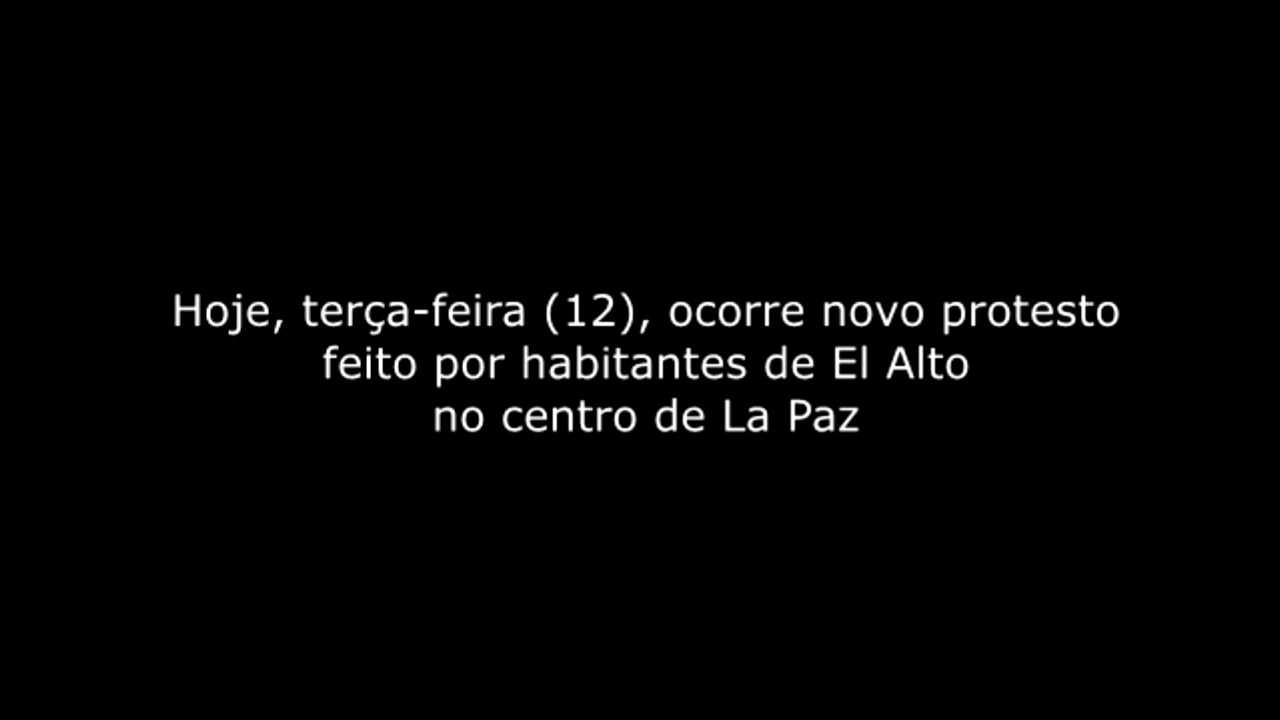 Hoje, terça-feira (12), ocorre novo protesto
feito por habitantes de El Alto
no centro de La Paz